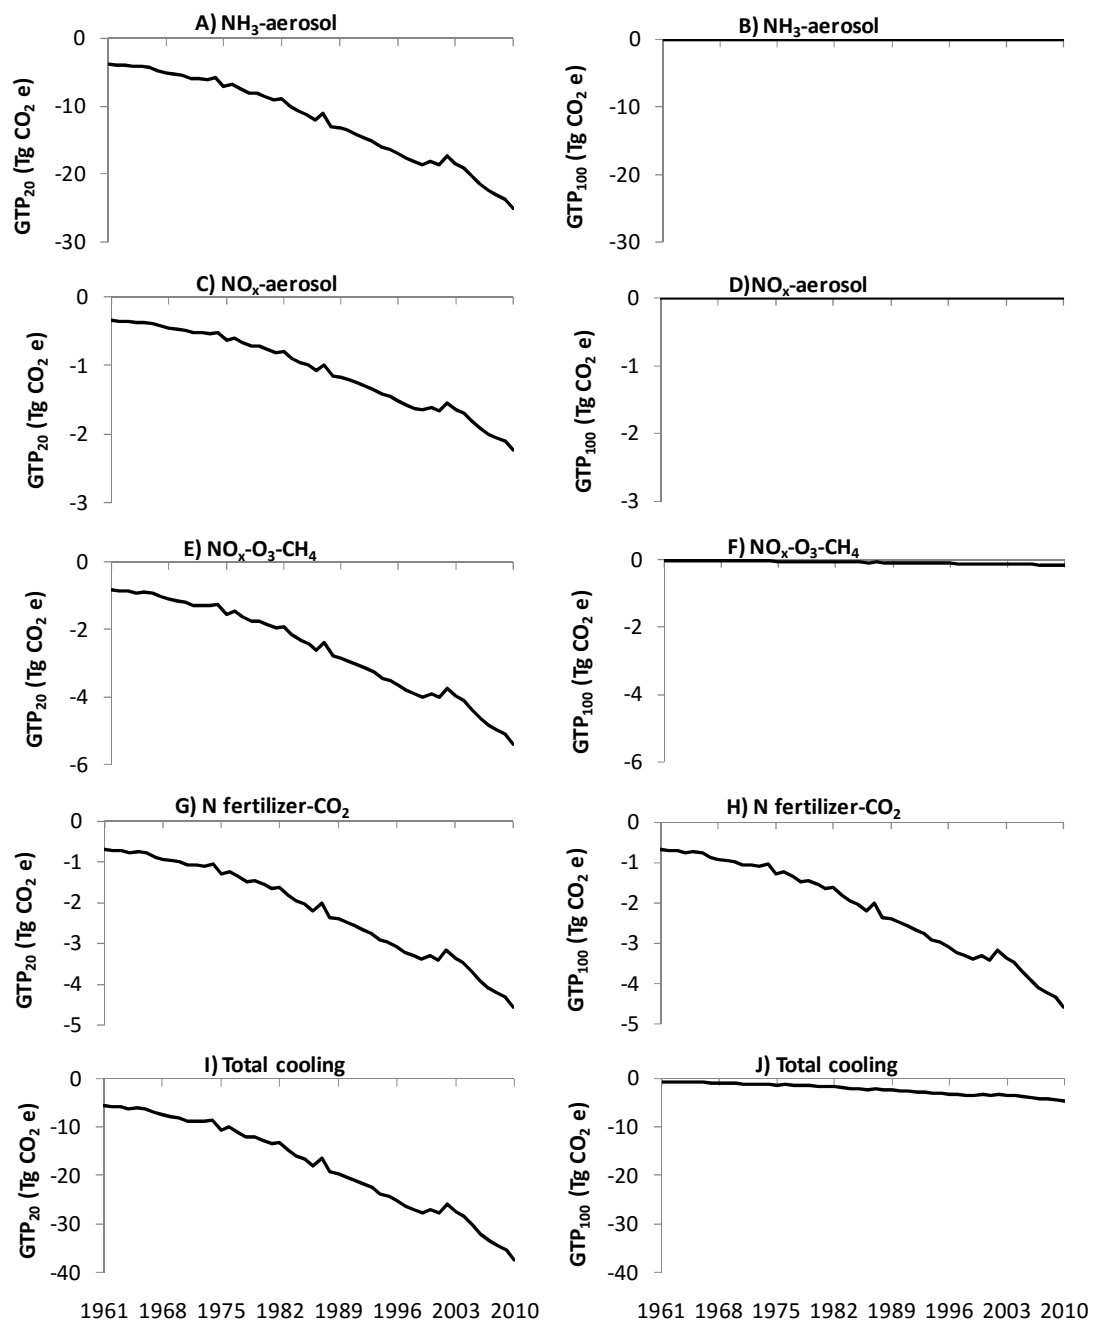 A) NH₃-aerosol
GTP₂₀ (Tg CO₂ e)
0
-10
-20
-30
B) NH₃-aerosol
GTP₁₀₀ (Tg CO₂ e)
0
-10
-20
-30
C) NOₓ-aerosol
GTP₂₀ (Tg CO₂ e)
0
-1
-2
-3
D)NOₓ-aerosol
GTP₁₀₀ (Tg CO₂ e)
0
-1
-2
-3
E) NOₓ-O₃-CH₄
GTP₂₀ (Tg CO₂ e)
0
-2
-4
-6
F) NOₓ-O₃-CH₄
GTP₁₀₀ (Tg CO₂ e)
0
-2
-4
-6
G) N fertilizer-CO₂
GTP₂₀ (Tg CO₂ e)
0
-1
-2
-3
-4
-5
H) N fertilizer-CO₂
GTP₁₀₀ (Tg CO₂ e)
0
-1
-2
-3
-4
-5
I) Total cooling
GTP₂₀ (Tg CO₂ e)
0
-10
-20
-30
-40
1961 1968 1975 1982 1989 1996 2003 2010
J) Total cooling
GTP₁₀₀ (Tg CO₂ e)
0
-10
-20
-30
-40
1961 1968 1975 1982 1989 1996 2003 2010